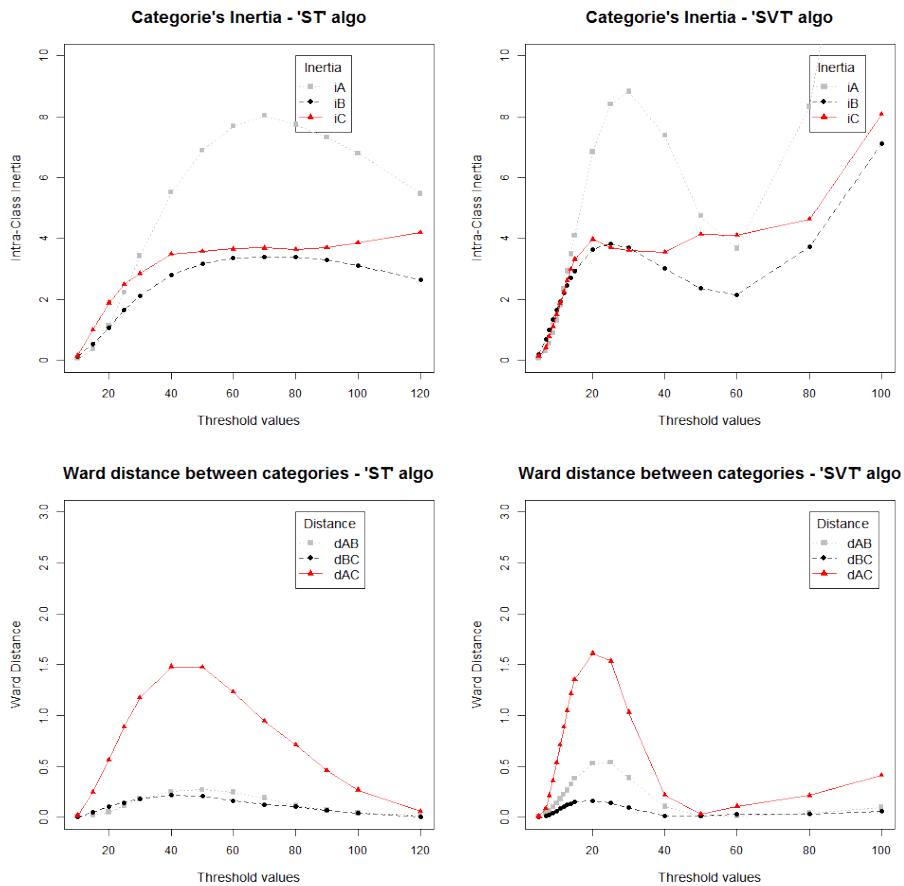 Categorie's Inertia - 'ST' algo
Intra-Class Inertia
10
8
6
4
2
0
Inertia
iA
iB
iC
20 40 60 80 100 120
Threshold values
Categorie's Inertia - 'SVT' algo
Intra-Class Inertia
10
8
6
4
2
0
Inertia
iA
iB
iC
20 40 60 80 100
Threshold values
Ward distance between categories - 'ST' algo
Ward Distance
3.0
2.5
2.0
1.5
1.0
0.5
0.0
Distance
dAB
dBC
dAC
20 40 60 80 100 120
Threshold values
Ward distance between categories - 'SVT' algo
Ward Distance
3.0
2.5
2.0
1.5
1.0
0.5
0.0
Distance
dAB
dBC
dAC
20 40 60 80 100
Threshold values